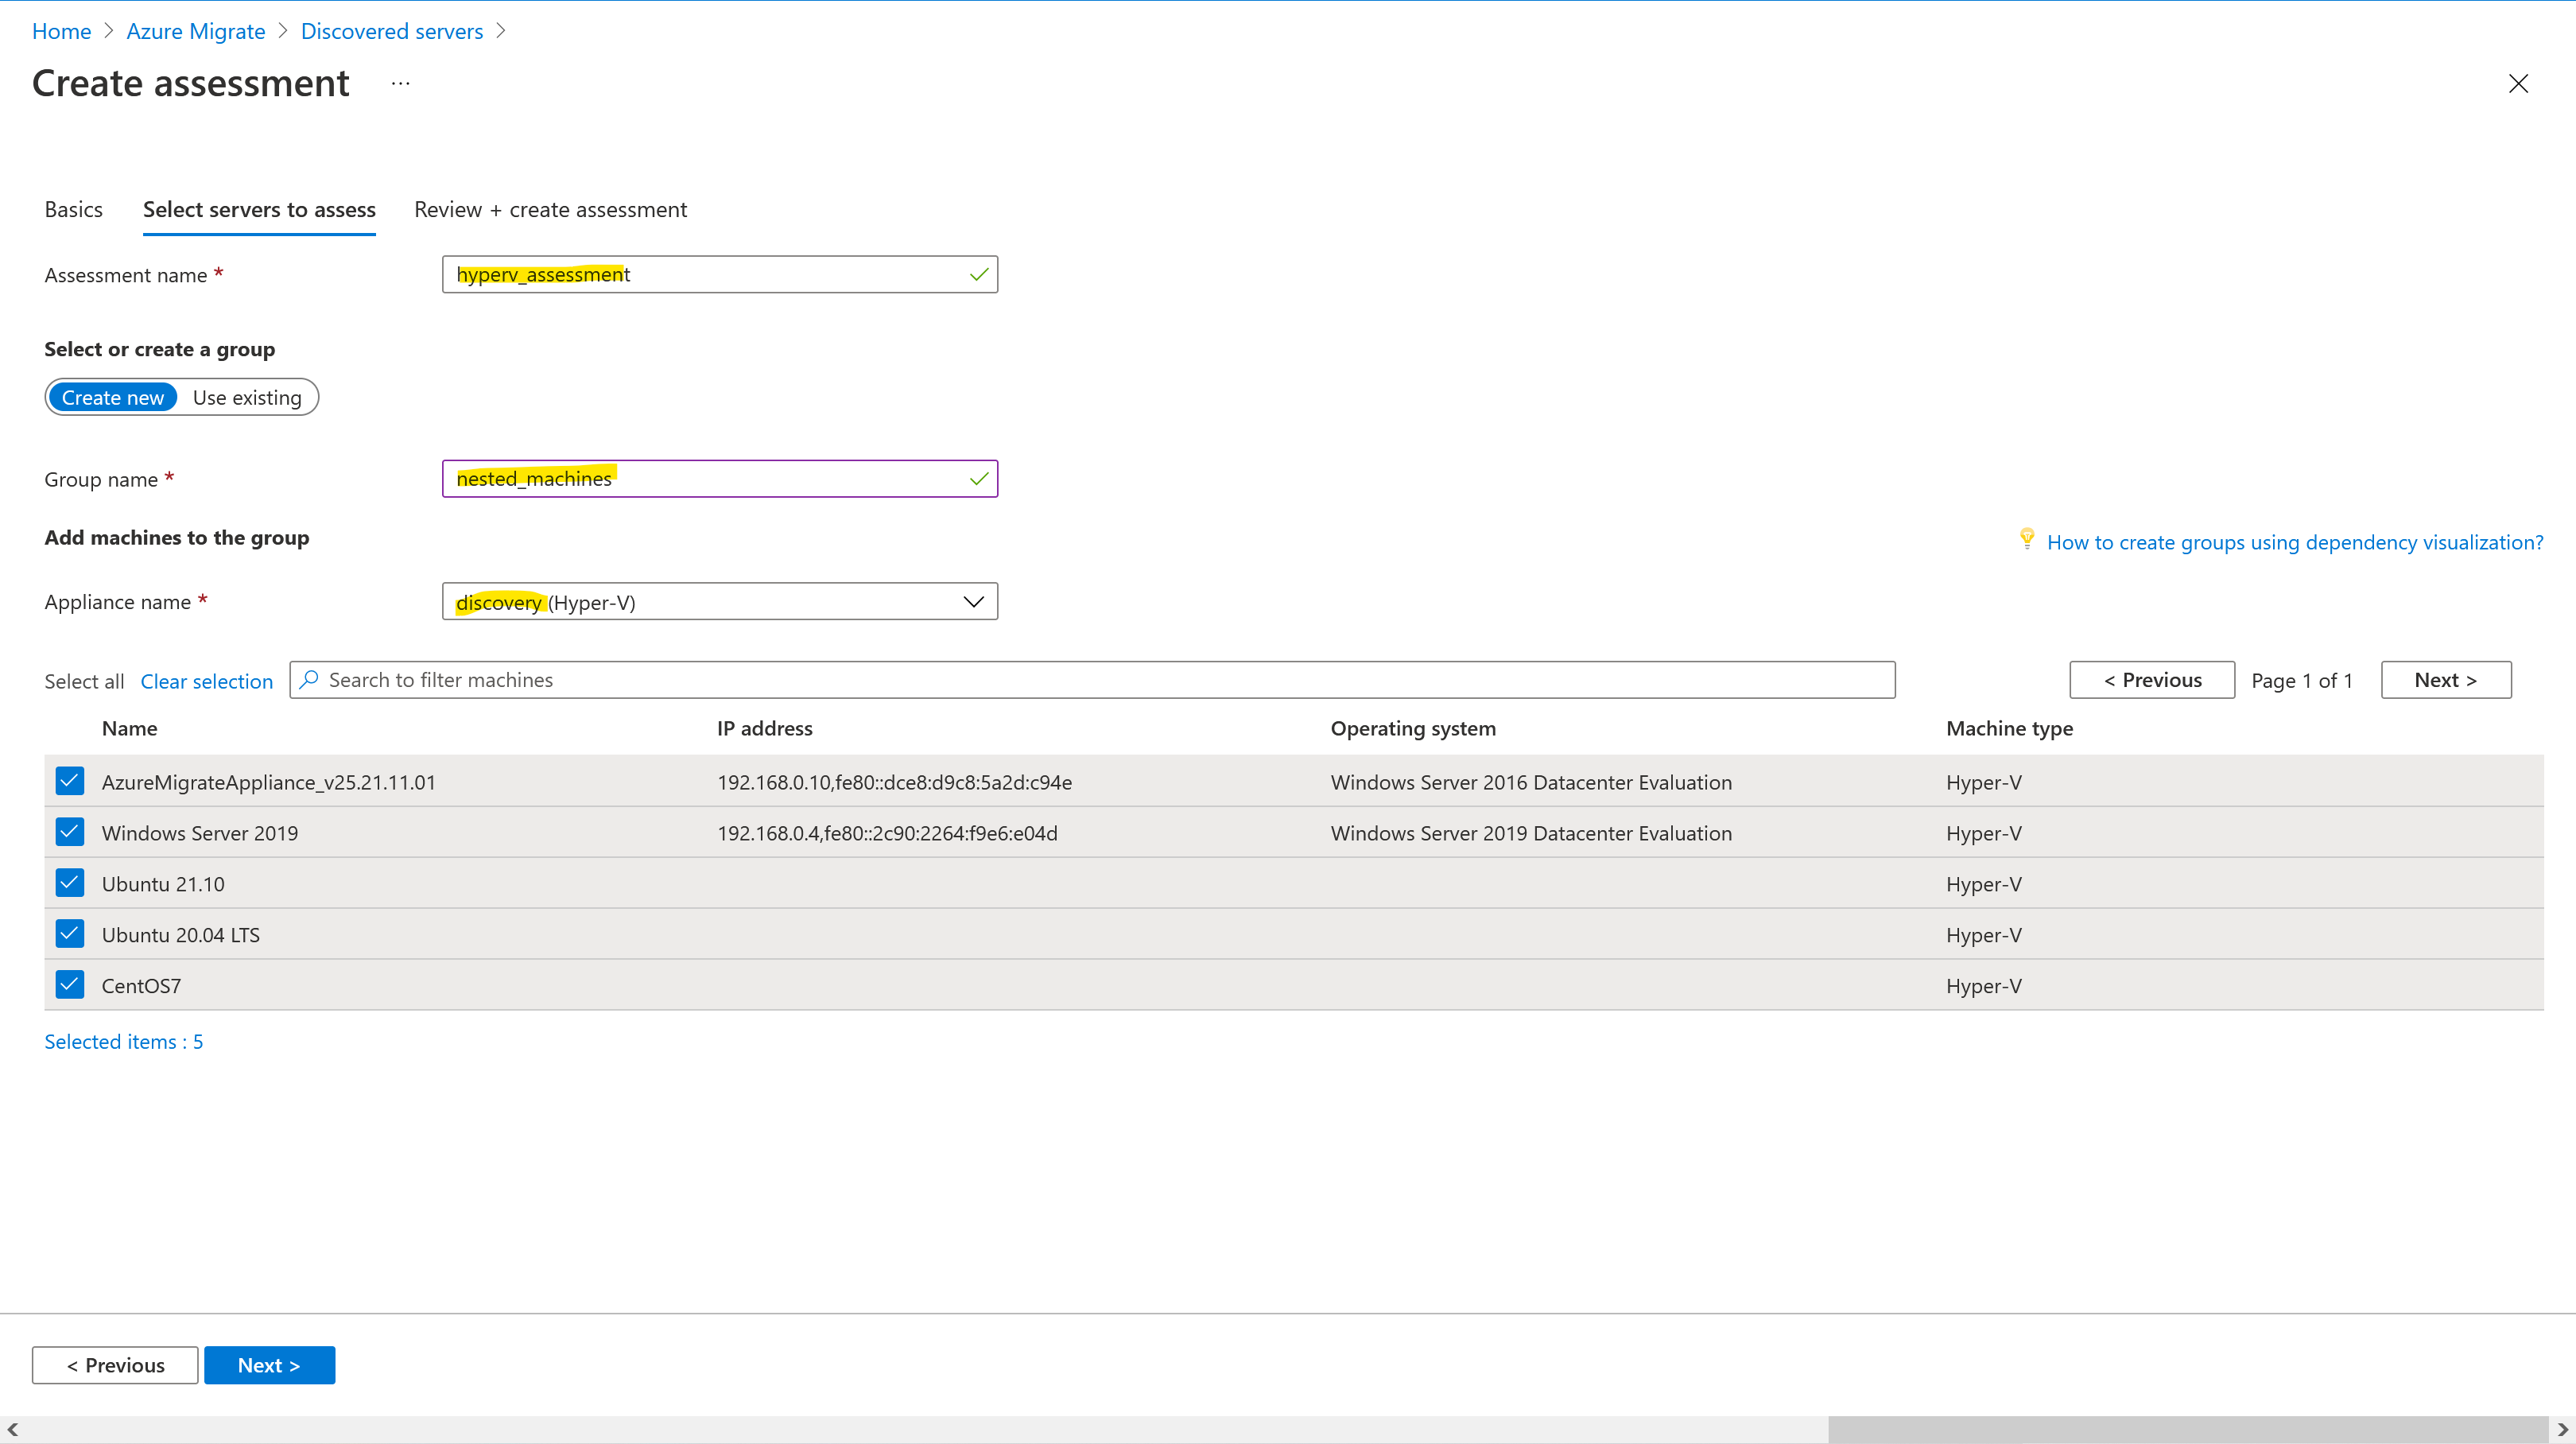 Home > Azure Migrate > Discovered servers >
Create assessment ...
Basics Select servers to assess Review + create assessment
Assessment name * hyperv_assessment
Select or create a group
Create new Use existing
Group name * nested_machines
Add machines to the group
How to create groups using dependency visualization?
Appliance name * discovery (Hyper-V)
Select all Clear selection Search to filter machines < Previous Page 1 of 1 Next >
Name IP address Operating system Machine type
AzureMigrateAppliance_v25.21.11.01 192.168.0.10,fe80::dce8:d9c8:5a2d:c94e Windows Server 2016 Datacenter Evaluation Hyper-V
Windows Server 2019 192.168.0.4,fe80::2c90:2264:f9e6:e04d Windows Server 2019 Datacenter Evaluation Hyper-V
Ubuntu 21.10 Hyper-V
Ubuntu 20.04 LTS Hyper-V
CentOS7 Hyper-V
Selected items : 5
< Previous Next >